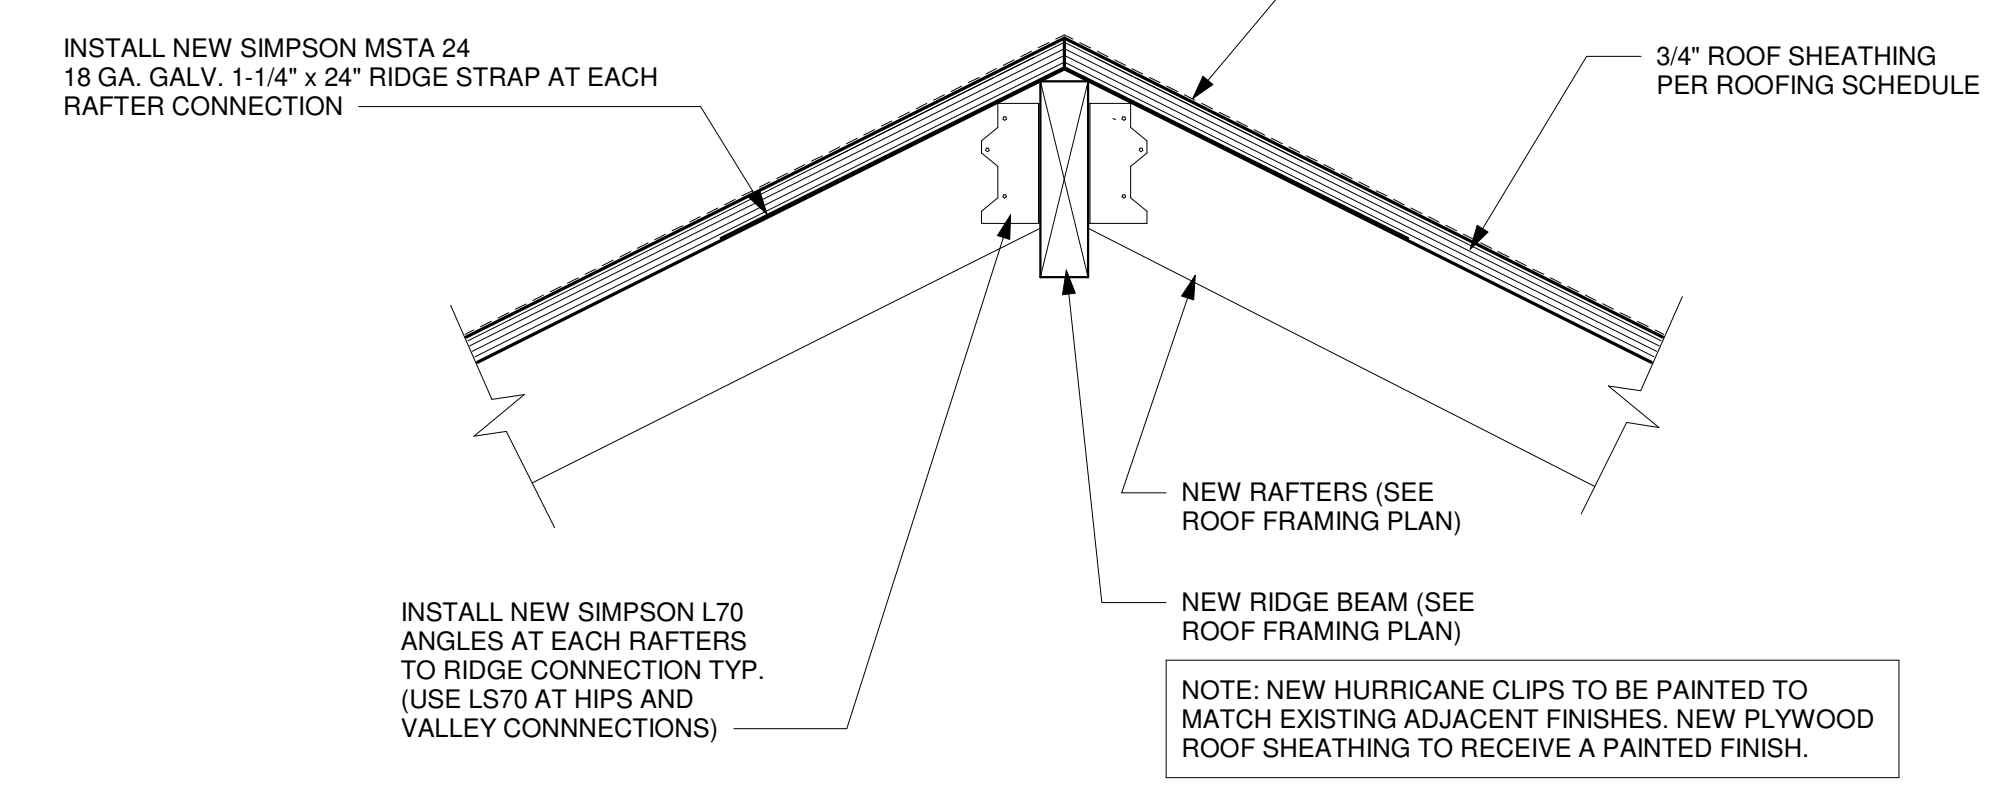 INSTALL NEW SIMPSON MSTA 24
18 GA. GALV. 1-1/4" x 24" RIDGE STRAP AT EACH
RAFTER CONNECTION
3/4" ROOF SHEATHING
PER ROOFING SCHEDULE
NEW RAFTERS (SEE
ROOF FRAMING PLAN)
NEW RIDGE BEAM (SEE
ROOF FRAMING PLAN)
INSTALL NEW SIMPSON L70
ANGLES AT EACH RAFTERS
TO RIDGE CONNECTION TYP.
(USE LS70 AT HIPS AND
VALLEY CONNNECTIONS)
NOTE: NEW HURRICANE CLIPS TO BE PAINTED TO
MATCH EXISTING ADJACENT FINISHES. NEW PLYWOOD
ROOF SHEATHING TO RECEIVE A PAINTED FINISH.